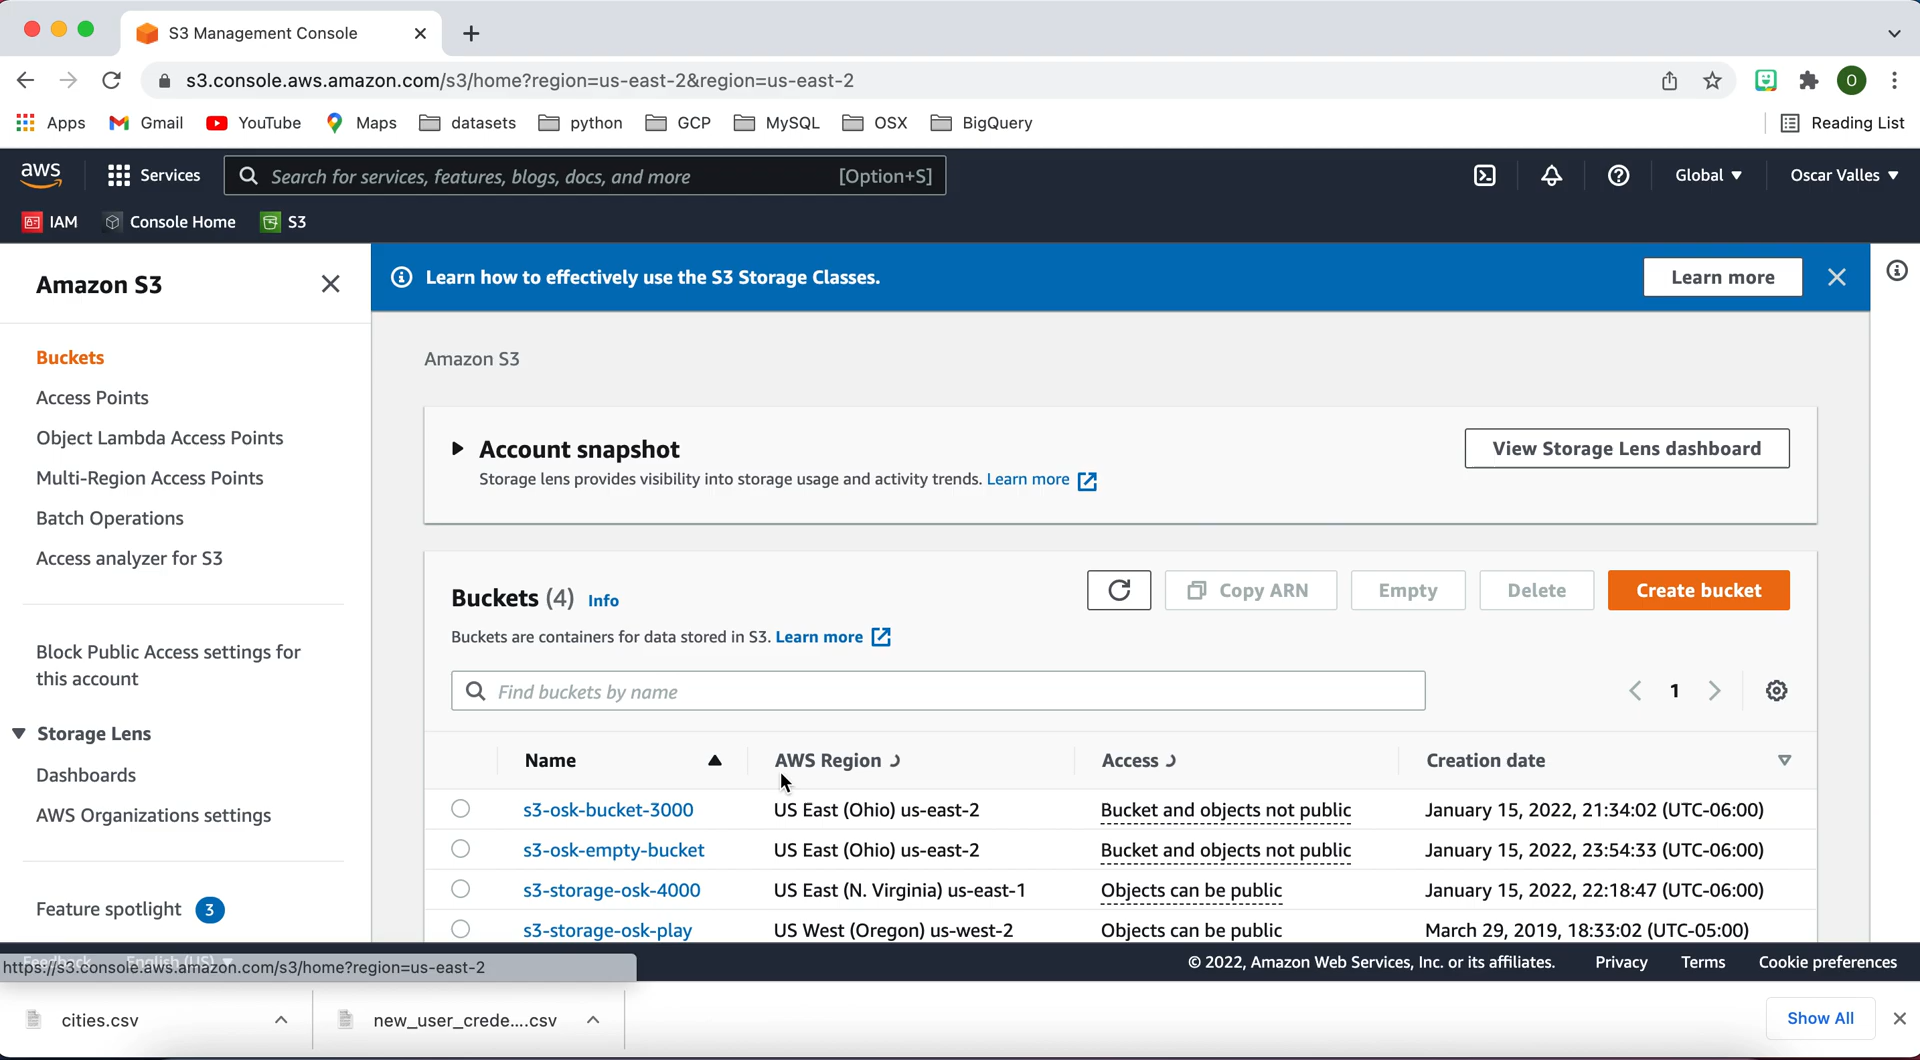 S3 Management Console
s3.console.aws.amazon.com/s3/home?region=us-east-2&region=us-east-2
O
Apps Gmail YouTube Maps datasets python GCP MySQL OSX BigQuery Reading List
aws Services Search for services, features, blogs, docs, and more [Option+S] Global Oscar Valles
IAM Console Home S3
Amazon S3
Learn how to effectively use the S3 Storage Classes. Learn more
Buckets
Access Points
Object Lambda Access Points
Multi-Region Access Points
Batch Operations
Access analyzer for S3
Block Public Access settings for
this account
Storage Lens
Dashboards
AWS Organizations settings
Feature spotlight 3
Amazon S3
Account snapshot View Storage Lens dashboard
Storage lens provides visibility into storage usage and activity trends. Learn more
Buckets (4) Info Copy ARN Empty Delete Create bucket
Buckets are containers for data stored in S3. Learn more
Find buckets by name 1
Name AWS Region Access Creation date
s3-osk-bucket-3000 US East (Ohio) us-east-2 Bucket and objects not public January 15, 2022, 21:34:02 (UTC-06:00)
s3-osk-empty-bucket US East (Ohio) us-east-2 Bucket and objects not public January 15, 2022, 23:54:33 (UTC-06:00)
s3-storage-osk-4000 US East (N. Virginia) us-east-1 Objects can be public January 15, 2022, 22:18:47 (UTC-06:00)
s3-storage-osk-play US West (Oregon) us-west-2 Objects can be public March 29, 2019, 18:33:02 (UTC-05:00)
Feedback English (US)
https://s3.console.aws.amazon.com/s3/home?region=us-east-2
© 2022, Amazon Web Services, Inc. or its affiliates. Privacy Terms Cookie preferences
cities.csv new_user_crede....csv Show All